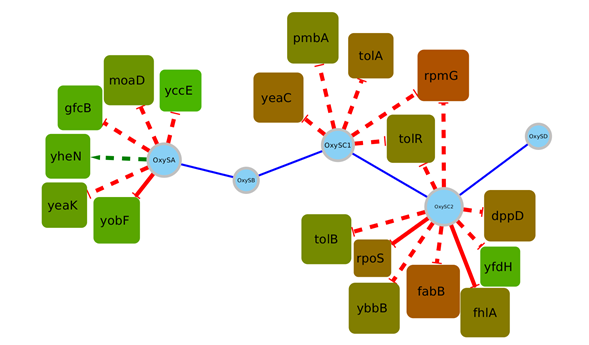 pmbA
tolA
rpmG
moaD
yccE
gfcB
yeaC
tolR
OxySD
yheN
OxySA
OxySC1
OxySB
yeaK
yobF
OxySC2
dppD
tolB
rpoS
yfdH
ybbB
fabB
fhlA